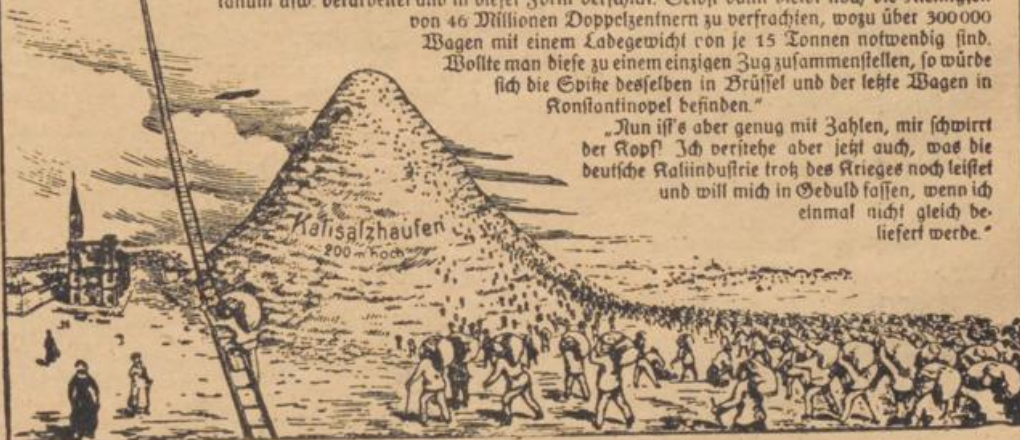 von 46 Millionen Doppelzentnern zu verfrachten, wozu über 300000
Wagen mit einem Ladegewicht von je 15 Tonnen notwendig sind.
Wollte man diese zu einem einzigen Zug zusammenstellen, so würde
sich die Spitze desselben in Brüssel und der letzte Wagen in
Konstantinopel befinden."
„Nun ist's aber genug mit Zahlen, mir schwirrt
der Kopf! Ich verstehe aber jetzt auch, was die
deutsche Kaliindustrie trotz des Krieges noch leistet
und will mich in Geduld fassen, wenn ich
einmal nicht gleich be-
liefert werde."
Kalisalzhaufen
200 m hoch